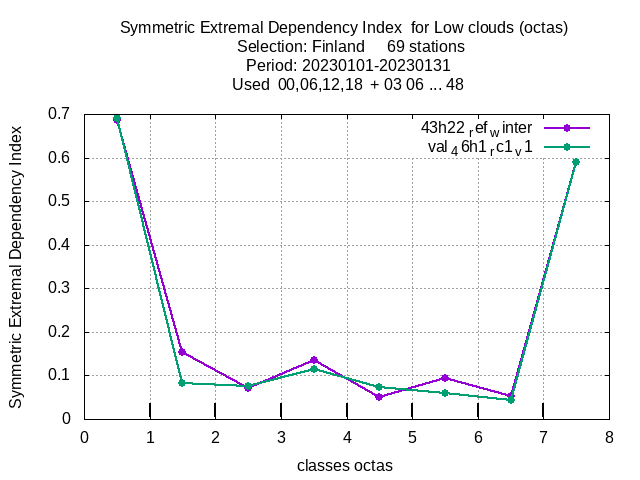 Symmetric Extremal Dependency Index  for Low clouds (octas)
Selection: Finland     69 stations
Period: 20230101-20230131
Used  00,06,12,18  + 03 06 ... 48
Symmetric Extremal Dependency Index
0.7
0.6
0.5
0.4
0.3
0.2
0.1
0
43h22 ref winter
val 4 6h1 rc1 v 1
0 1 2 3 4 5 6 7 8
classes octas